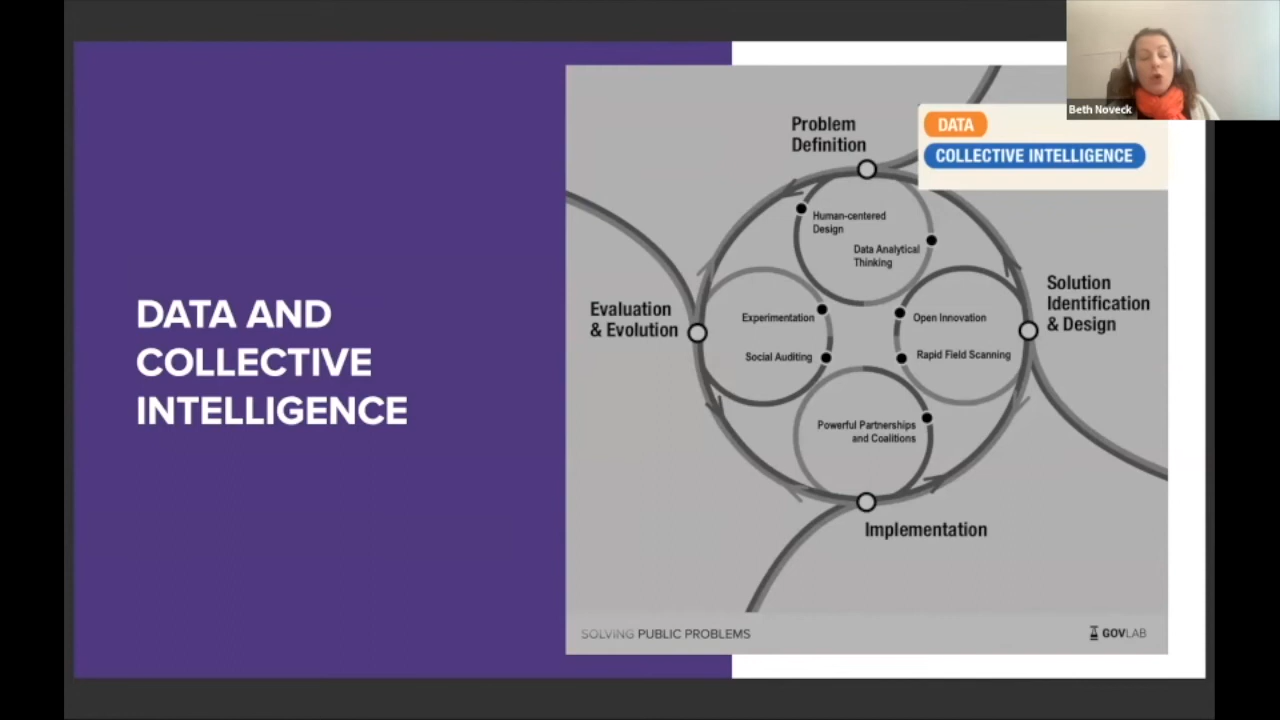 Beth Noveck
DATA AND
COLLECTIVE
INTELLIGENCE
DATA
COLLECTIVE INTELLIGENCE
Problem
Definition
Human-centered
Design
Data Analytical
Thinking
Evaluation
& Evolution
Experimentation
Social Auditing
Open Innovation
Rapid Field Scanning
Solution
Identification
& Design
Powerful Partnerships
and Coalitions
Implementation
SOLVING PUBLIC PROBLEMS
GOVLAB